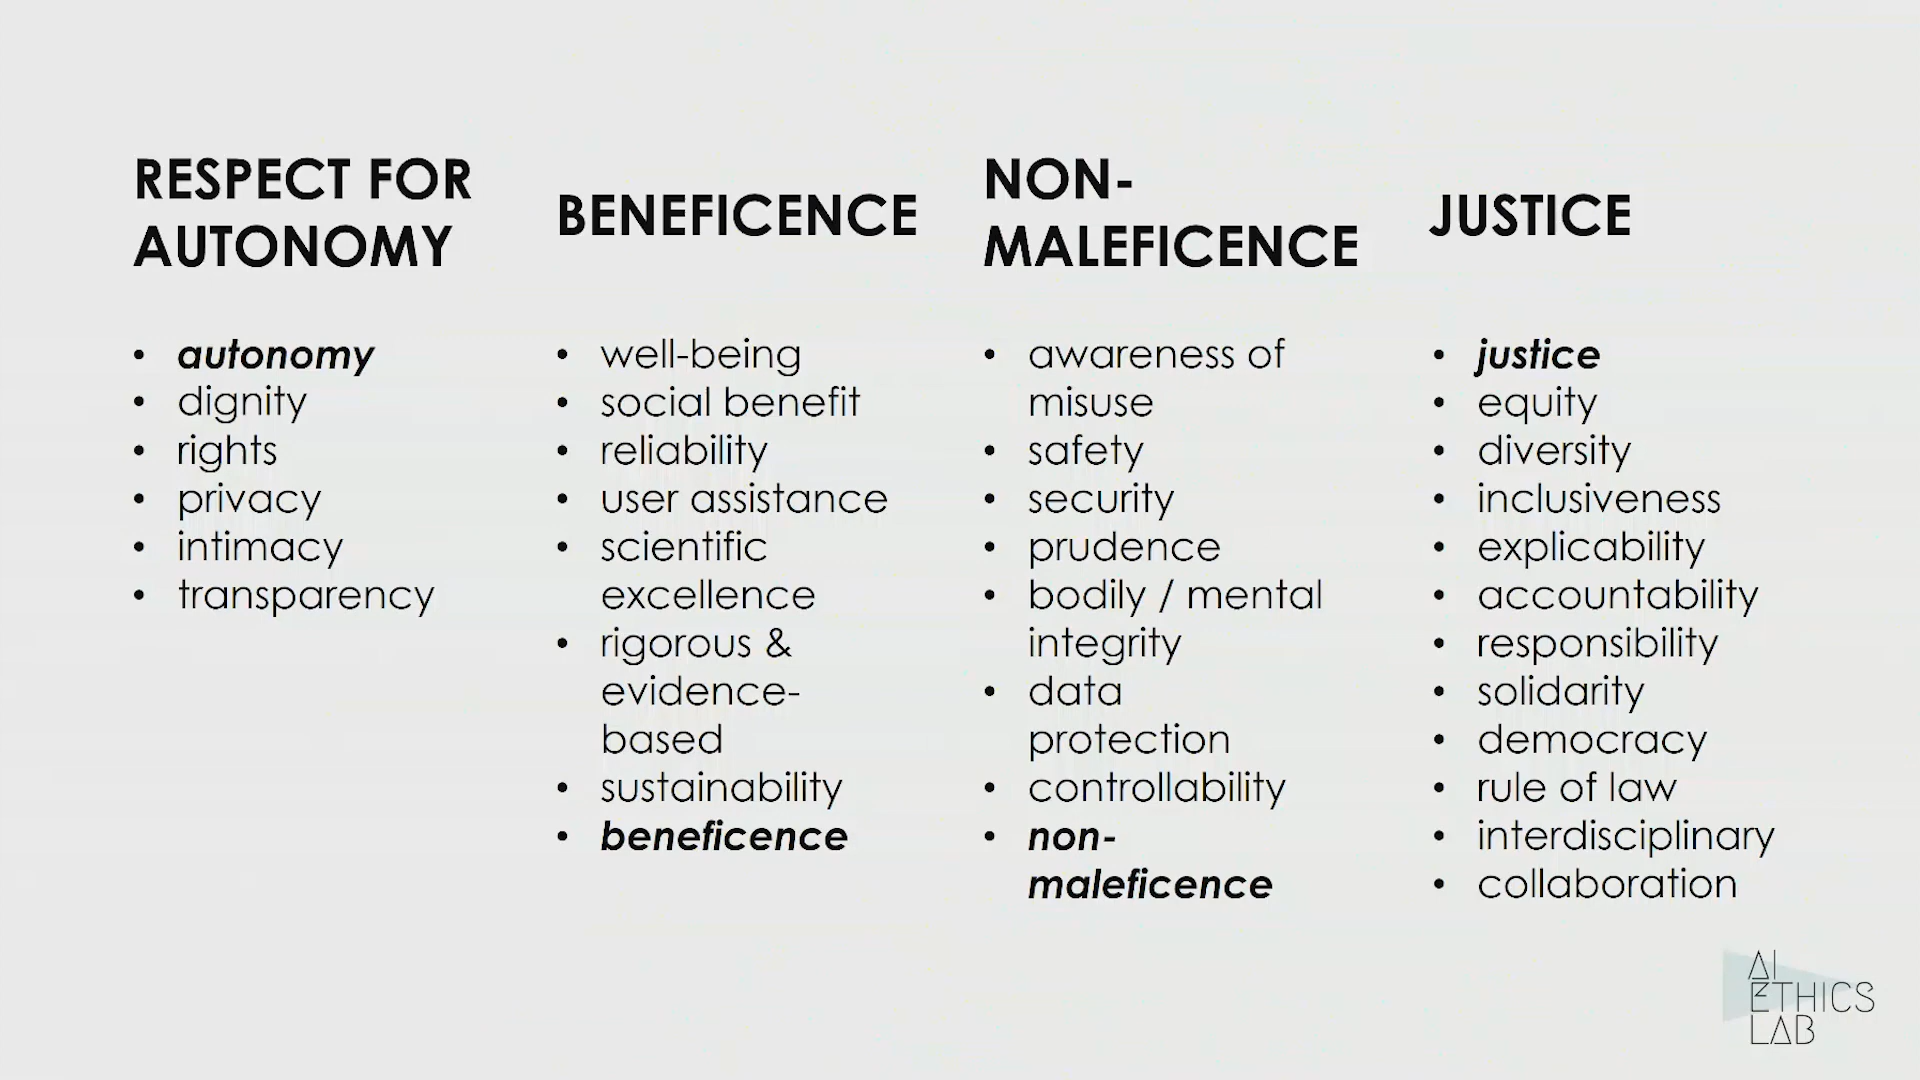 RESPECT FOR
AUTONOMY
• autonomy
• dignity
• rights
• privacy
• intimacy
• transparency
BENEFICENCE
• well-being
• social benefit
• reliability
• user assistance
• scientific
excellence
• rigorous &
evidence-
based
• sustainability
• beneficence
NON-
MALEFICENCE
• awareness of
misuse
• safety
• security
• prudence
• bodily / mental
integrity
• data
protection
• controllability
• non-
maleficence
JUSTICE
• justice
• equity
• diversity
• inclusiveness
• explicability
• accountability
• responsibility
• solidarity
• democracy
• rule of law
• interdisciplinary
• collaboration
AI
ETHICS
LAB